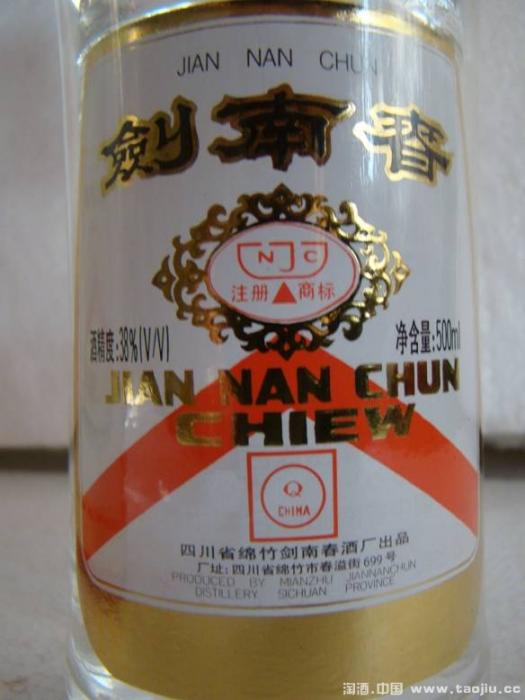 JIAN NAN CHUN
劍南春
NJC
注册商标
酒精度:38%(V/V)
净含量:500ml
JIAN NAN CHUN
CHIEW
Q
CHINA
四川省绵竹剑南春酒厂出品
厂址:四川省绵竹市春溢街699号
PRODUCED BY MIANZHU JIANNANCHUN
DISTILLERY SICHUAN PROVINCE
淘酒.中国 www.taojiu.cc